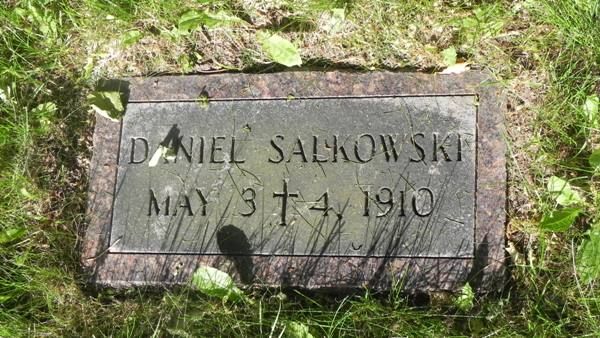 DANIEL SALKOWSKI
MAY 3 † 4, 1910